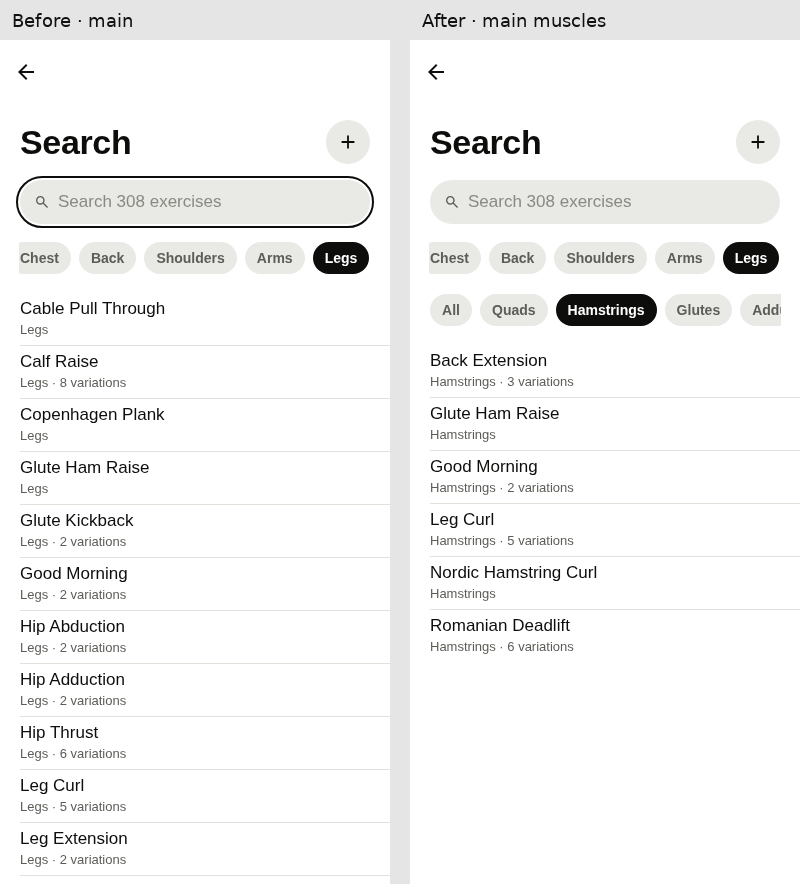 Before · main
Search
Search 308 exercises
Chest Back Shoulders Arms Legs
Cable Pull Through
Legs
Calf Raise
Legs · 8 variations
Copenhagen Plank
Legs
Glute Ham Raise
Legs
Glute Kickback
Legs · 2 variations
Good Morning
Legs · 2 variations
Hip Abduction
Legs · 2 variations
Hip Adduction
Legs · 2 variations
Hip Thrust
Legs · 6 variations
Leg Curl
Legs · 5 variations
Leg Extension
Legs · 2 variations
After · main muscles
Search
Search 308 exercises
Chest Back Shoulders Arms Legs
All Quads Hamstrings Glutes
Back Extension
Hamstrings · 3 variations
Glute Ham Raise
Hamstrings
Good Morning
Hamstrings · 2 variations
Leg Curl
Hamstrings · 5 variations
Nordic Hamstring Curl
Hamstrings
Romanian Deadlift
Hamstrings · 6 variations